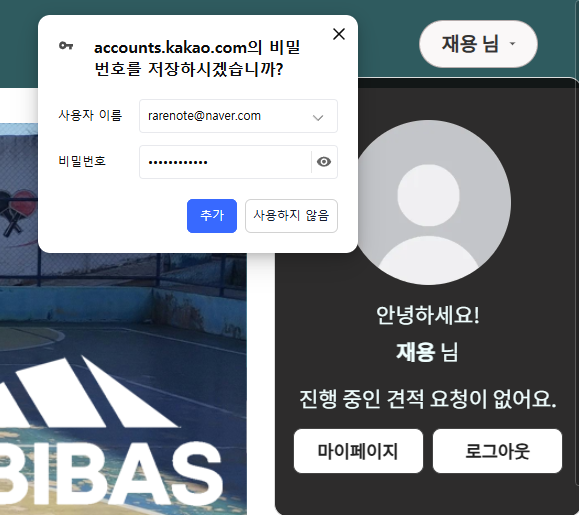 재용 님
accounts.kakao.com의 비밀
번호를 저장하시겠습니까?
사용자 이름 rarenote@naver.com
비밀번호 ••••••••••••
추가 사용하지 않음
안녕하세요!
재용 님
진행 중인 견적 요청이 없어요.
마이페이지 로그아웃
BIBAS